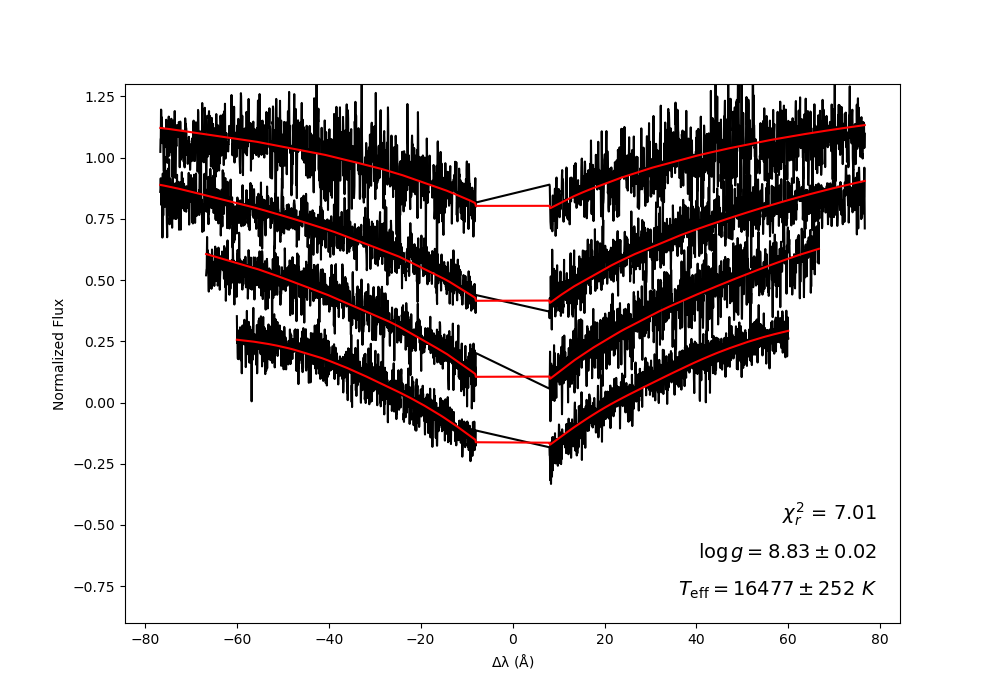 1.25
1.00
0.75
0.50
0.25
0.00
−0.25
−0.50
−0.75
Normalized Flux
χ²ᵣ = 7.01
log g = 8.83 ± 0.02
T_eff = 16477 ± 252 K
−80 −60 −40 −20 0 20 40 60 80
Δλ (Å)